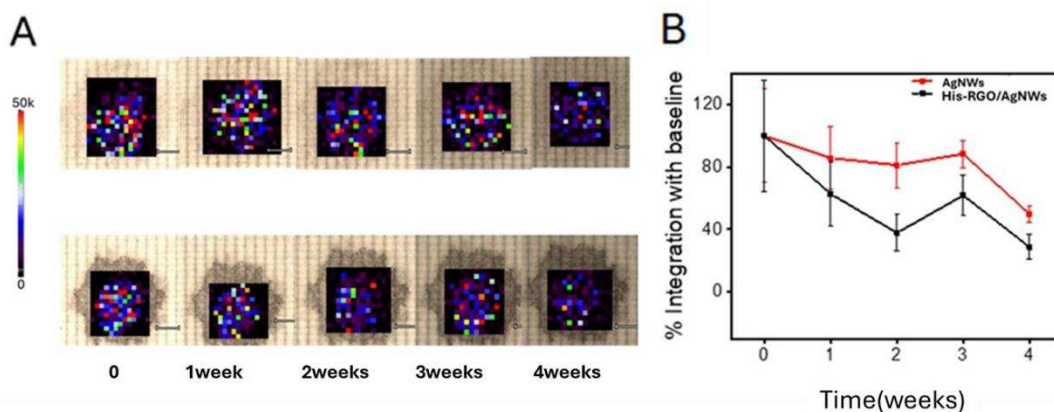 A
50k
0
0 1week 2weeks 3weeks 4weeks
B
% Integration with baseline
120
80
40
0
AgNWs
His-RGO/AgNWs
0 1 2 3 4
Time(weeks)